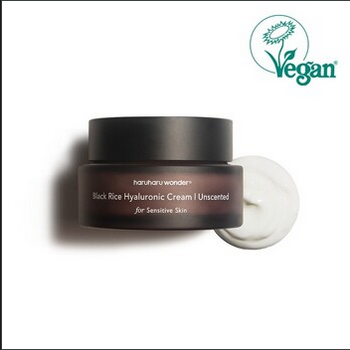 Vegan
haruharu wonder
Black Rice Hyaluronic Cream | Unscented
for Sensitive Skin